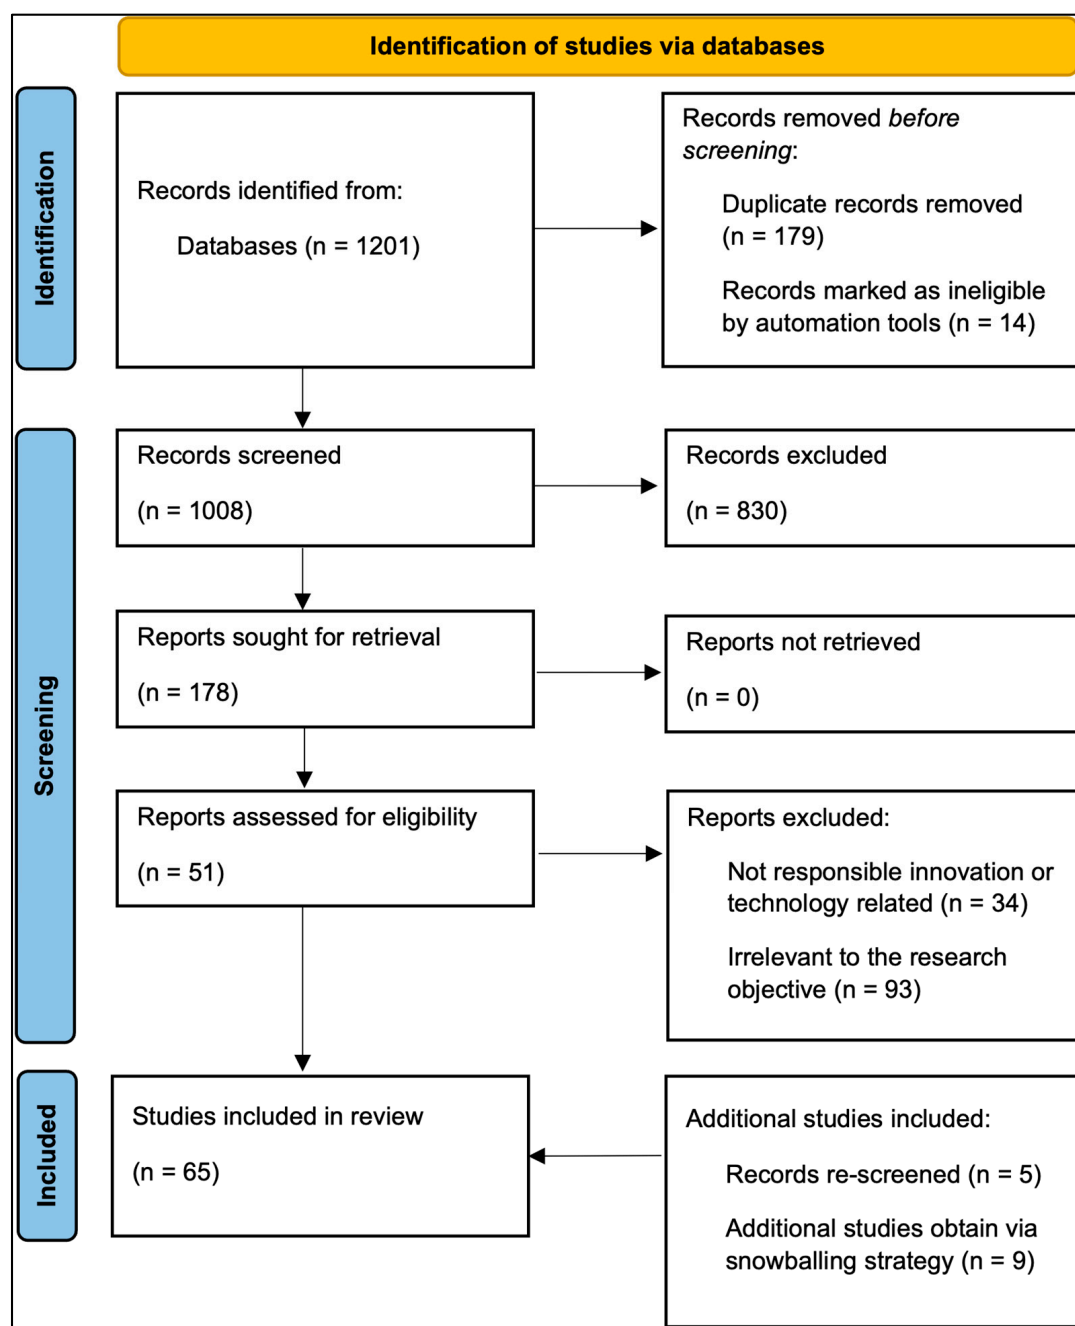 Identification of studies via databases
Identification
Records identified from:
Databases (n = 1201)
Records removed before
screening:
Duplicate records removed
(n = 179)
Records marked as ineligible
by automation tools (n = 14)
Screening
Records screened
(n = 1008)
Records excluded
(n = 830)
Reports sought for retrieval
(n = 178)
Reports not retrieved
(n = 0)
Reports assessed for eligibility
(n = 51)
Reports excluded:
Not responsible innovation or
technology related (n = 34)
Irrelevant to the research
objective (n = 93)
Included
Studies included in review
(n = 65)
Additional studies included:
Records re-screened (n = 5)
Additional studies obtain via
snowballing strategy (n = 9)